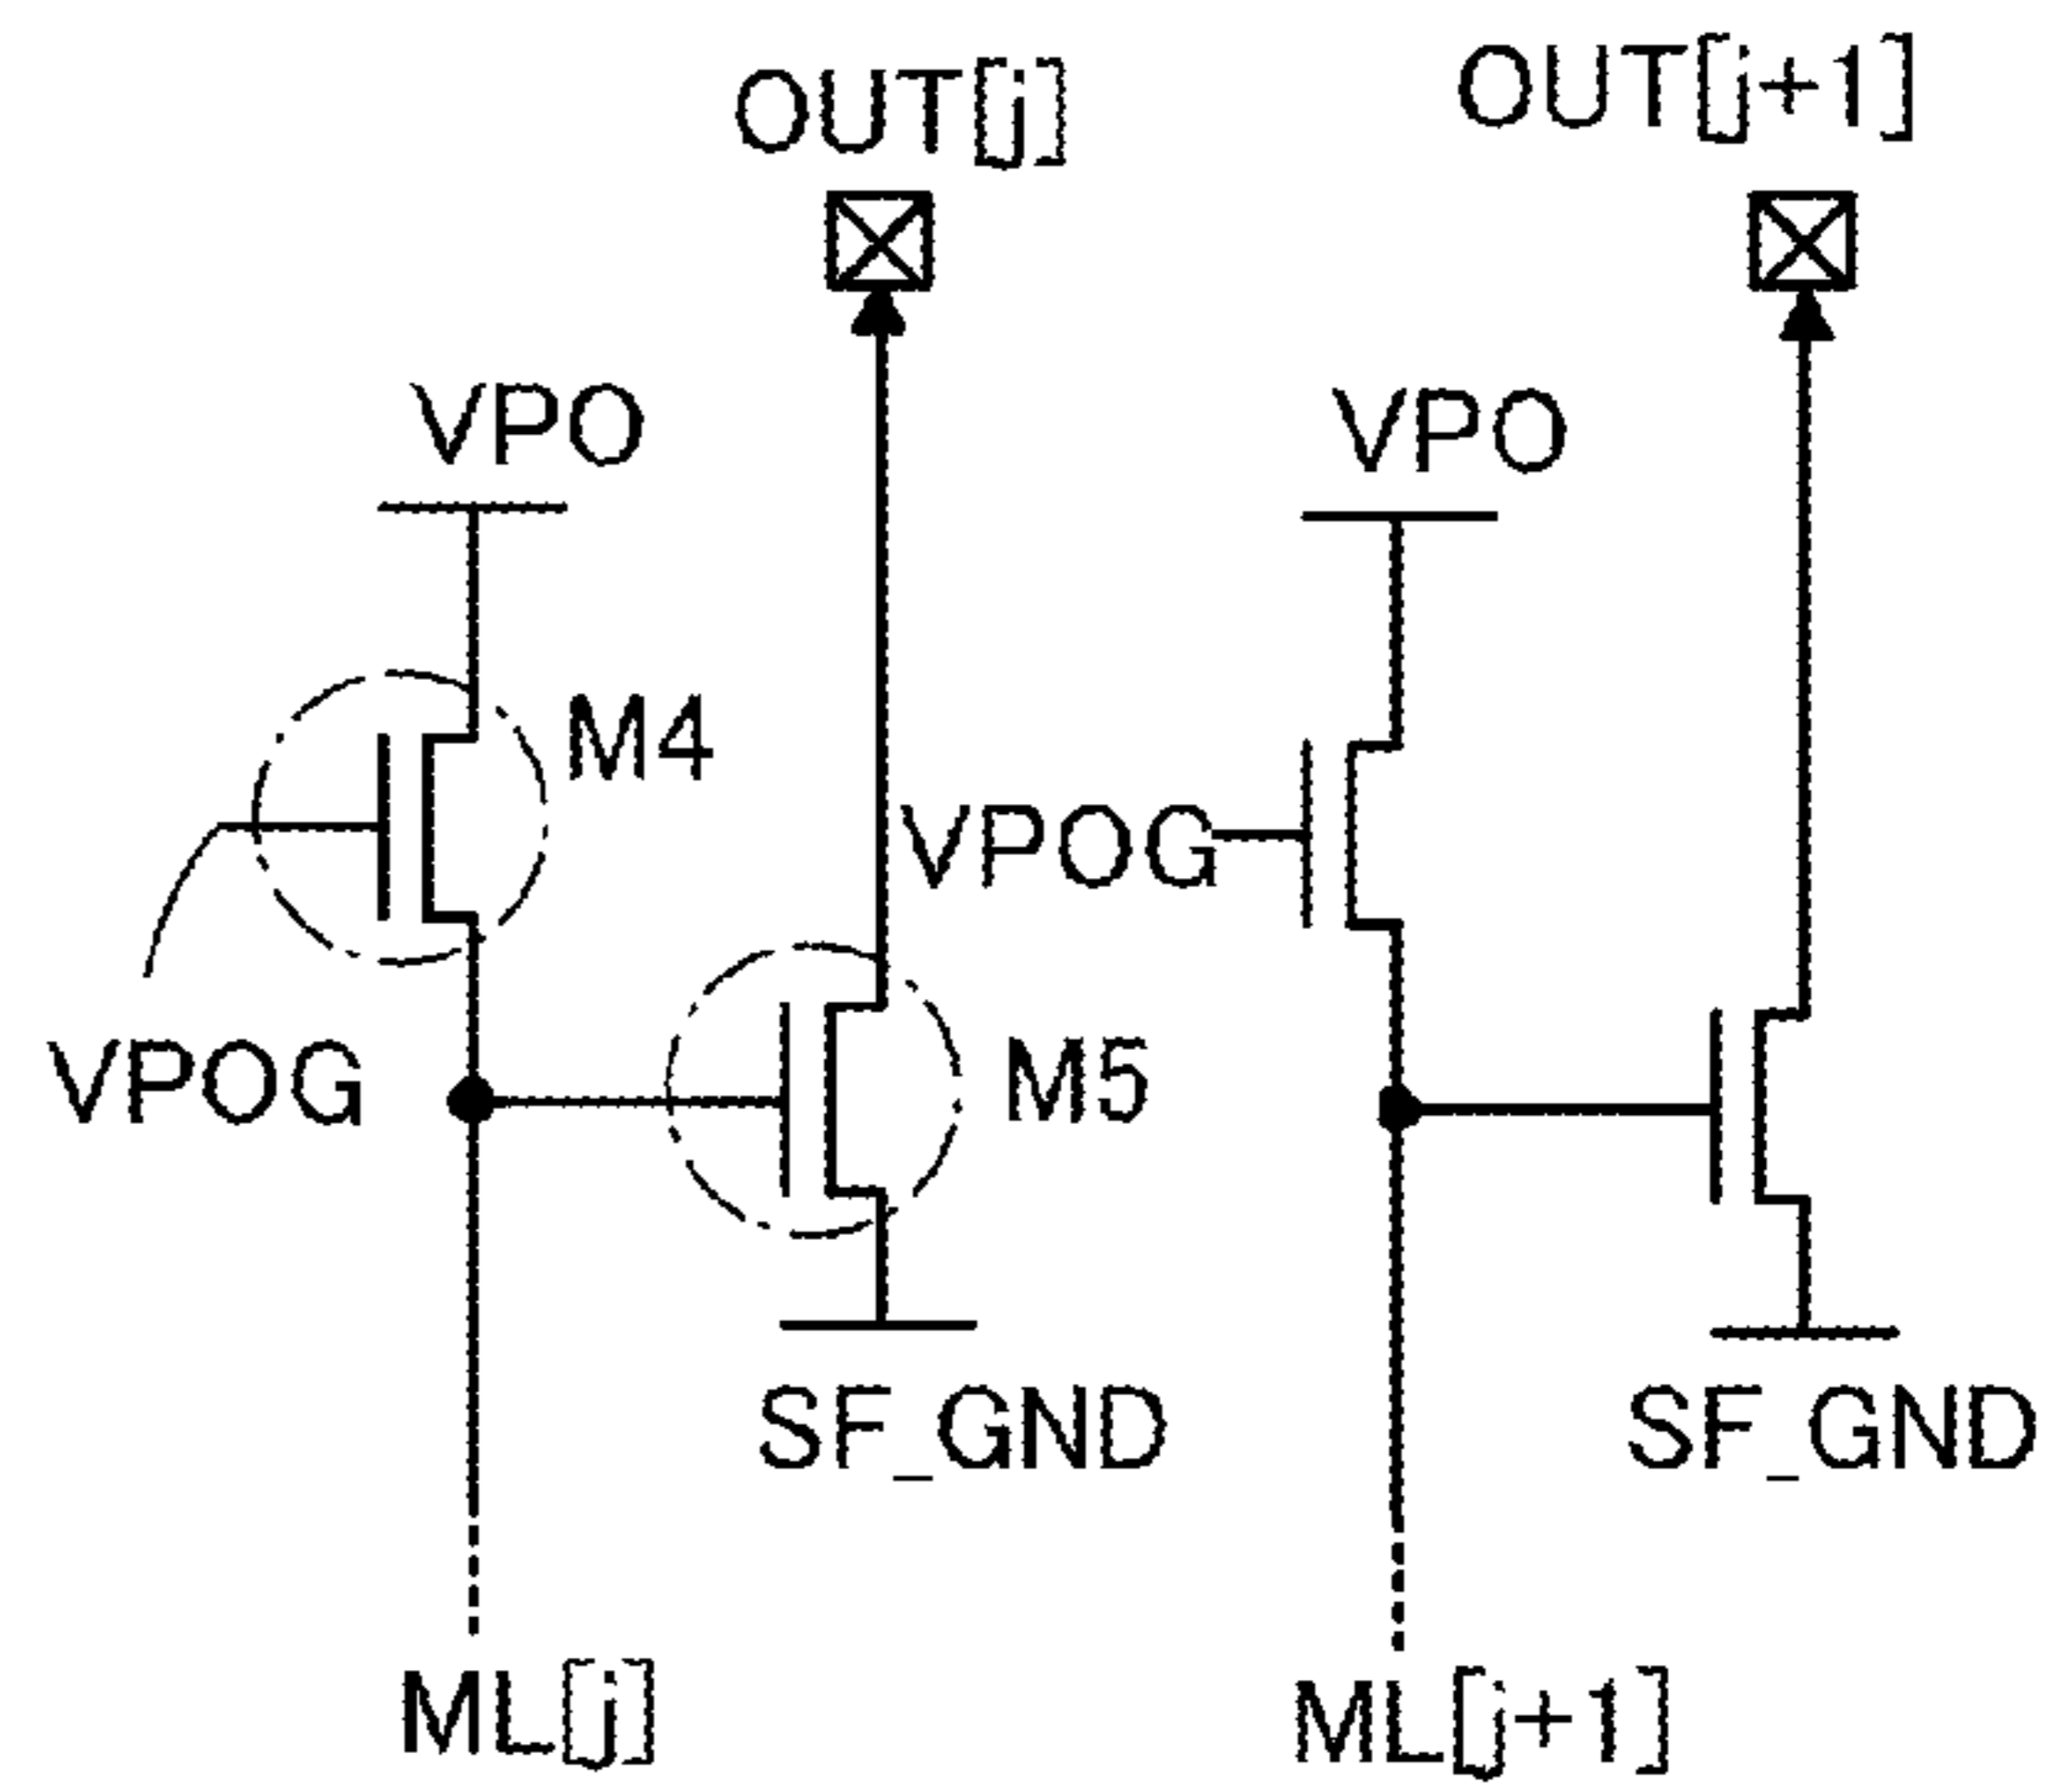 OUT[j]
OUT[j+1]
VPO
VPO
M4
VPOG
VPOG
M5
SF_GND
SF_GND
ML[j]
ML[j+1]